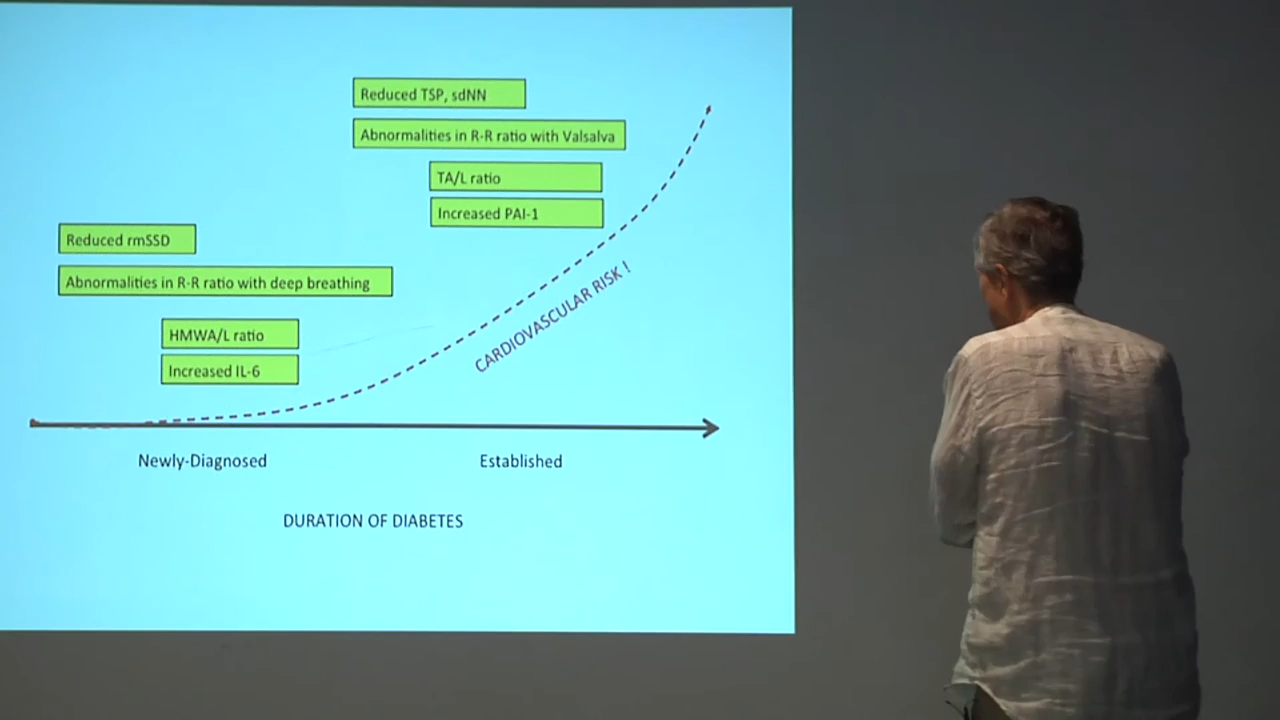 Reduced TSP, sdNN
Abnormalities in R-R ratio with Valsalva
TA/L ratio
Increased PAI-1
Reduced rmSSD
Abnormalities in R-R ratio with deep breathing
HMWA/L ratio
Increased IL-6
CARDIOVASCULAR RISK !
Newly-Diagnosed
Established
DURATION OF DIABETES